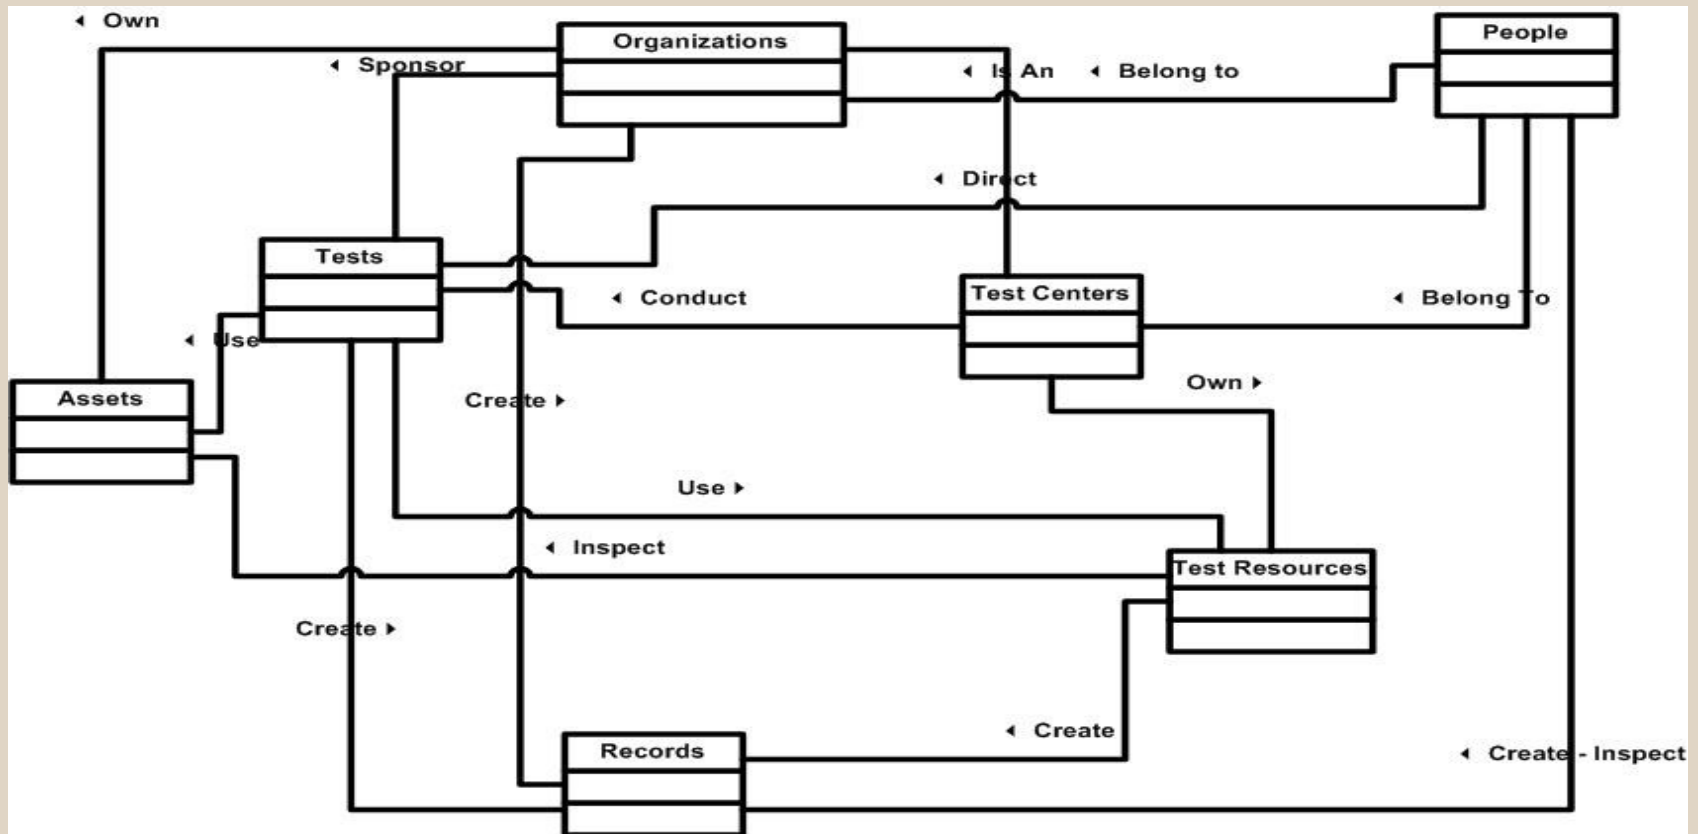 ◂ Own
Organizations
People
◂ Sponsor
◂ Is An
◂ Belong to
◂ Direct
Tests
Test Centers
◂ Conduct
◂ Belong To
◂ Use
Own ▸
Assets
Create ▸
Use ▸
◂ Inspect
Test Resources
Create ▸
◂ Create
Records
◂ Create - Inspect